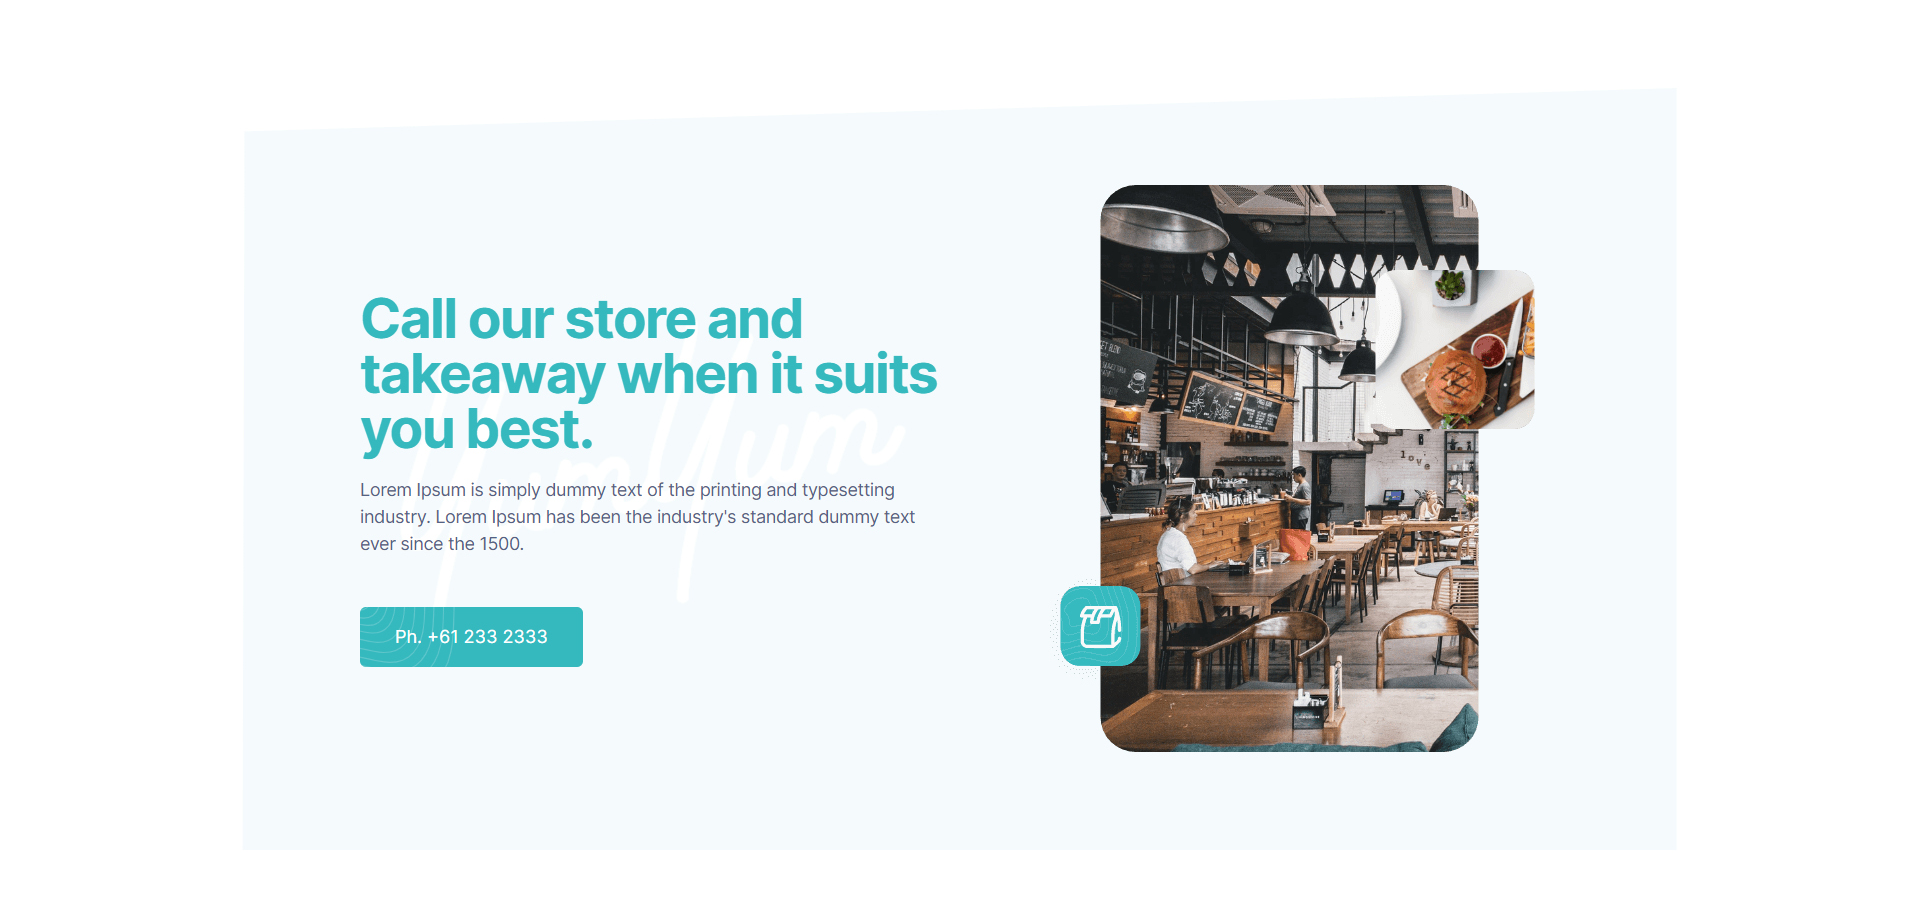 Call our store and
takeaway when it suits
you best.
YumYum
Lorem Ipsum is simply dummy text of the printing and typesetting
industry. Lorem Ipsum has been the industry's standard dummy text
ever since the 1500.
Ph. +61 233 2333
love